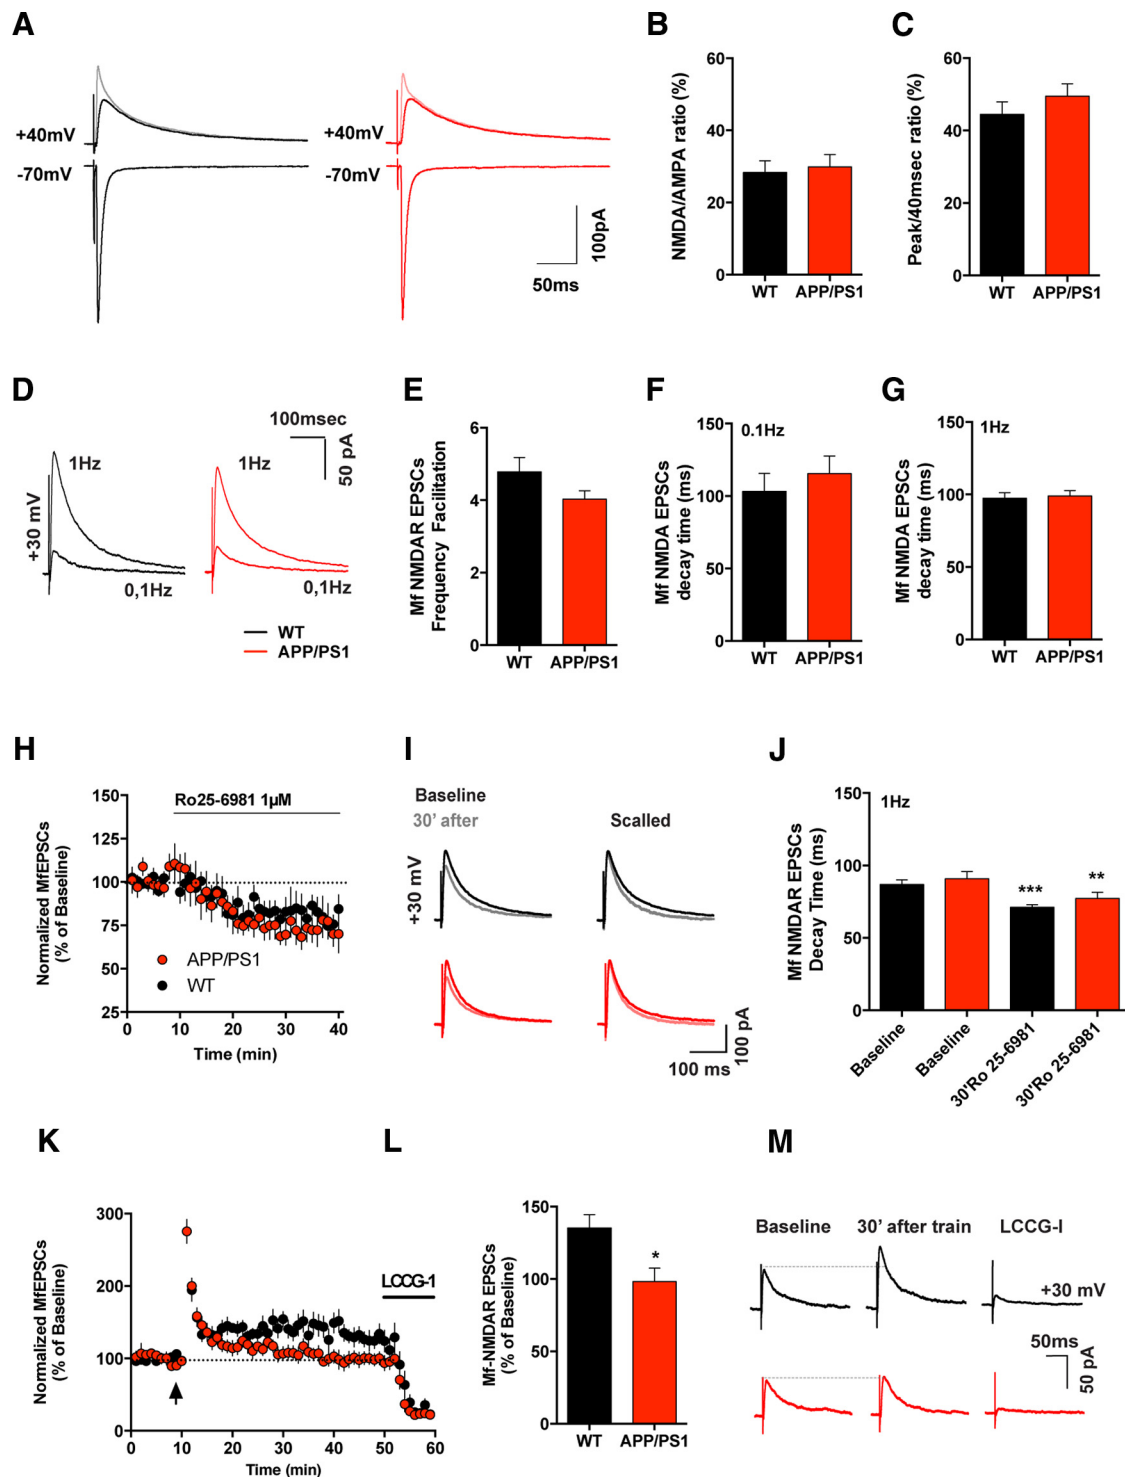 A
+40mV
-70mV
+40mV
-70mV
100pA
50ms
B
NMDA/AMPA ratio (%)
60
40
20
0
WT
APP/PS1
C
Peak/40msec ratio (%)
60
40
20
0
WT
APP/PS1
D
100msec
50 pA
+30 mV
1Hz
0,1Hz
1Hz
0,1Hz
WT
APP/PS1
E
Mf NMDAR EPSCs
Frequency Facilitation
6
4
2
0
WT
APP/PS1
F
Mf NMDA EPSCs
decay time (ms)
150
100
50
0
0.1Hz
WT
APP/PS1
G
Mf NMDA EPSCs
decay time (ms)
150
100
50
0
1Hz
WT
APP/PS1
H
Normalized MfEPSCs
(% of Baseline)
150
125
100
75
50
25
Ro25-6981 1µM
APP/PS1
WT
0
10
20
30
40
Time (min)
I
Baseline
30' after
Scalled
+30 mV
100 ms
100 pA
J
Mf NMDAR EPSCs
Decay Time (ms)
150
100
50
0
1Hz
***
**
Baseline
Baseline
30'Ro 25-6981
30'Ro 25-6981
K
Normalized MfEPSCs
(% of Baseline)
300
200
100
0
LCCG-1
0
10
20
30
40
50
60
Time (min)
L
Mf-NMDAR EPSCs
(% of Baseline)
150
100
50
0
*
WT
APP/PS1
M
Baseline
30' after train
LCCG-I
+30 mV
50ms
50 pA